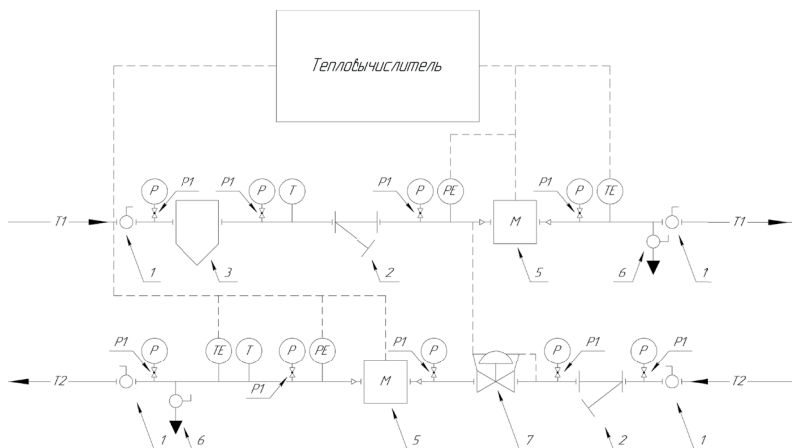 Тепловычислитель
P P1 P1 P T P1 P PE P P1 TE
T1 M T1
1 3 2 5 6 1
P1 P TE T P PE P1 P P P1 P P1
P1
T2 M T2
1 6 5 7 2 1